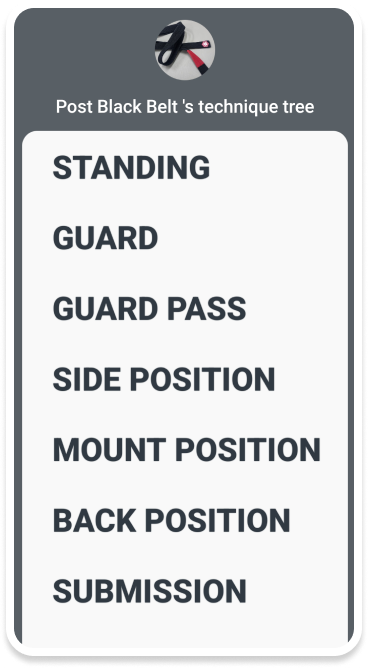 Post Black Belt 's technique tree
STANDING
GUARD
GUARD PASS
SIDE POSITION
MOUNT POSITION
BACK POSITION
SUBMISSION